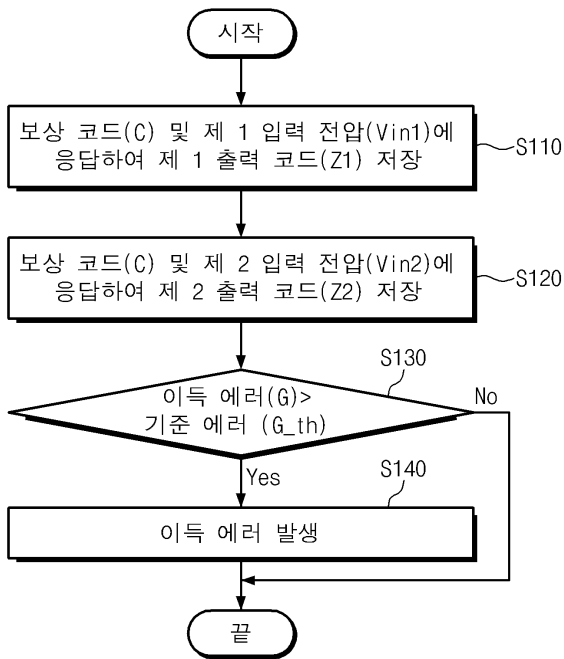 시작
보상 코드(C) 및 제 1 입력 전압(Vin1)에
응답하여 제 1 출력 코드(Z1) 저장
S110
보상 코드(C) 및 제 2 입력 전압(Vin2)에
응답하여 제 2 출력 코드(Z2) 저장
S120
S130
이득 에러(G)>
기준 에러 (G_th)
No
Yes
S140
이득 에러 발생
끝